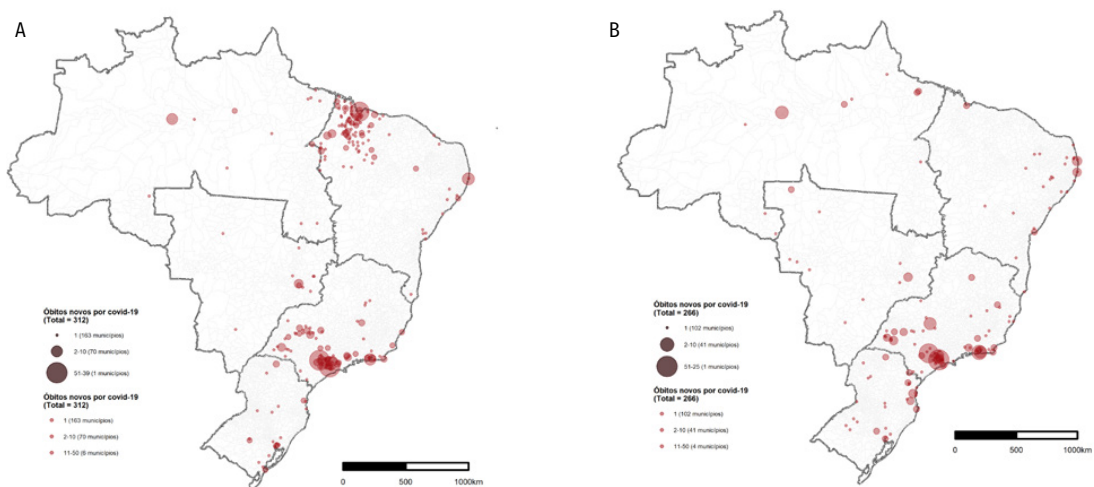 A
Óbitos novos por covid-19
(Total = 312)
1 (163 municípios)
2-10 (70 municípios)
51-39 (1 municípios)
Óbitos novos por covid-19
(Total = 312)
1 (163 municípios)
2-10 (70 municípios)
11-50 (6 municípios)
0 500 1000km
B
Óbitos novos por covid-19
(Total = 266)
1 (102 municípios)
2-10 (41 municípios)
51-25 (1 municípios)
Óbitos novos por covid-19
(Total = 266)
1 (102 municípios)
2-10 (41 municípios)
11-50 (4 municípios)
0 500 1000km